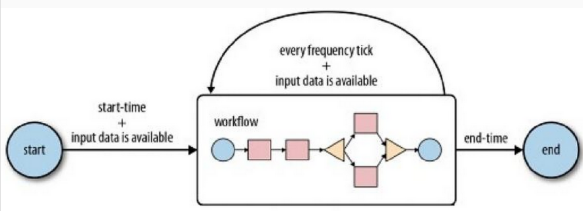 every frequency tick
+
input data is available
start-time
+
input data is available
workflow
start
end-time
end